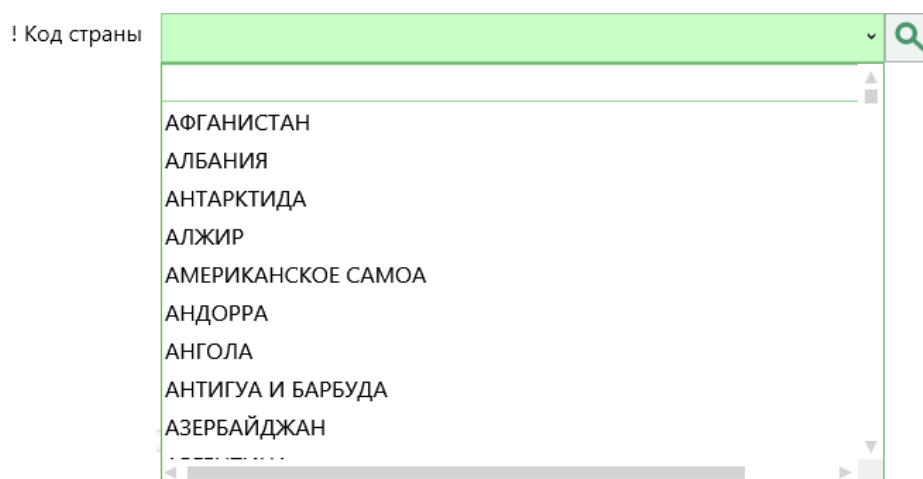 ! Код страны
АФГАНИСТАН
АЛБАНИЯ
АНТАРКТИДА
АЛЖИР
АМЕРИКАНСКОЕ САМОА
АНДОРРА
АНГОЛА
АНТИГУА И БАРБУДА
АЗЕРБАЙДЖАН